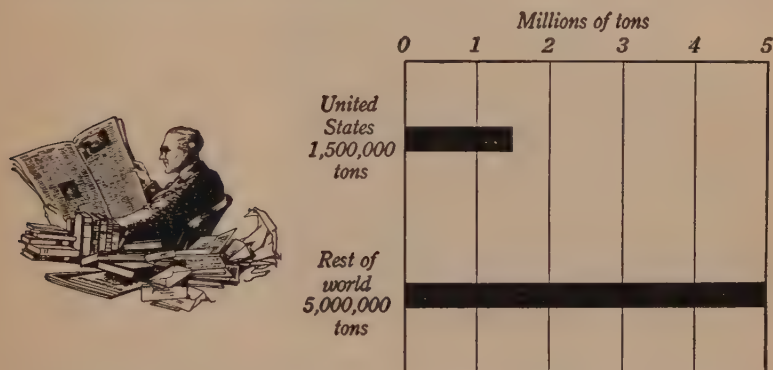 Millions of tons
0 1 2 3 4 5
United
States
1,500,000
tons
Rest of
world
5,000,000
tons